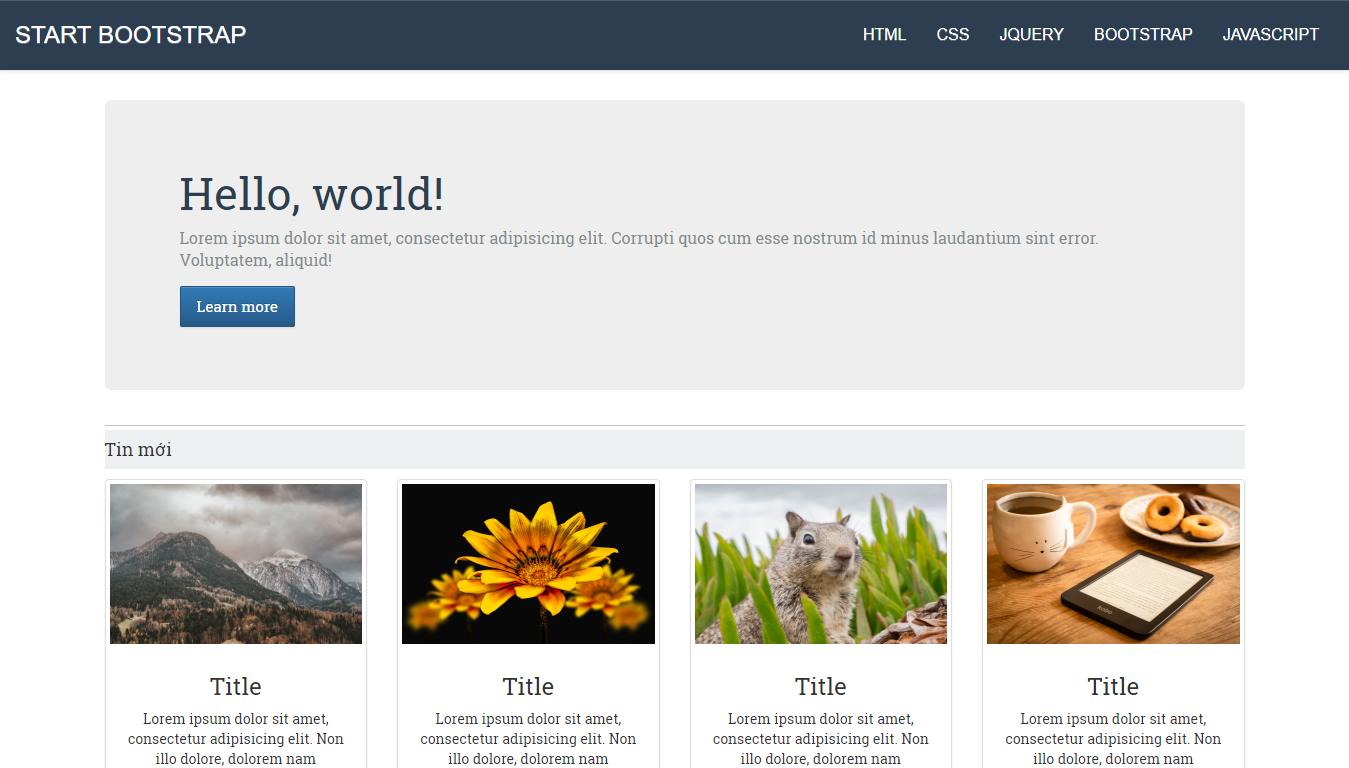 START BOOTSTRAP
HTML CSS JQUERY BOOTSTRAP JAVASCRIPT
Hello, world!
Lorem ipsum dolor sit amet, consectetur adipisicing elit. Corrupti quos cum esse nostrum id minus laudantium sint error.
Voluptatem, aliquid!
Learn more
Tin mới
kobo
Title
Lorem ipsum dolor sit amet,
consectetur adipisicing elit. Non
illo dolore, dolorem nam
Title
Lorem ipsum dolor sit amet,
consectetur adipisicing elit. Non
illo dolore, dolorem nam
Title
Lorem ipsum dolor sit amet,
consectetur adipisicing elit. Non
illo dolore, dolorem nam
Title
Lorem ipsum dolor sit amet,
consectetur adipisicing elit. Non
illo dolore, dolorem nam